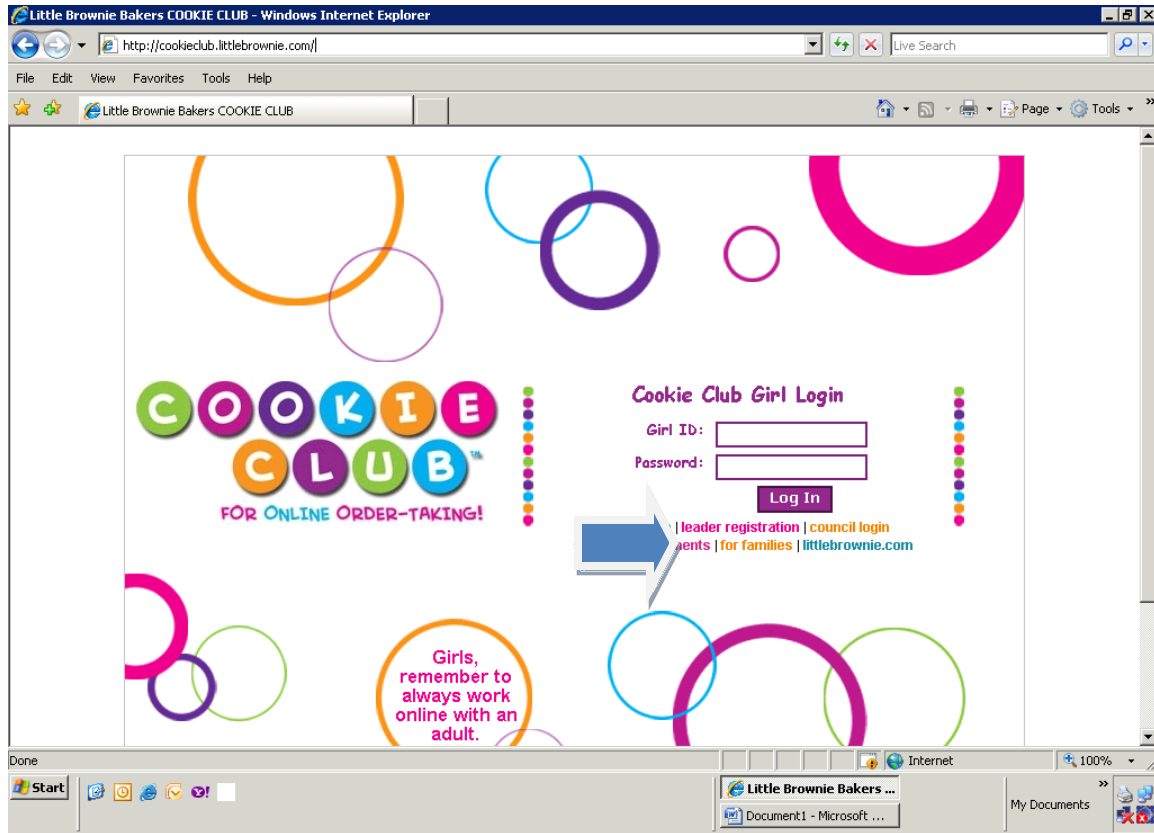 Little Brownie Bakers COOKIE CLUB - Windows Internet Explorer
http://cookieclub.littlebrownie.com/
Live Search
File Edit View Favorites Tools Help
Little Brownie Bakers COOKIE CLUB
Page Tools
COOKIE
CLUB™
FOR ONLINE ORDER-TAKING!
Cookie Club Girl Login
Girl ID:
Password:
Log In
| leader registration | council login
| for families | littlebrownie.com
Girls,
remember to
always work
online with an
adult.
Done
Internet
100%
Start
Little Brownie Bakers ...
Document1 - Microsoft ...
My Documents